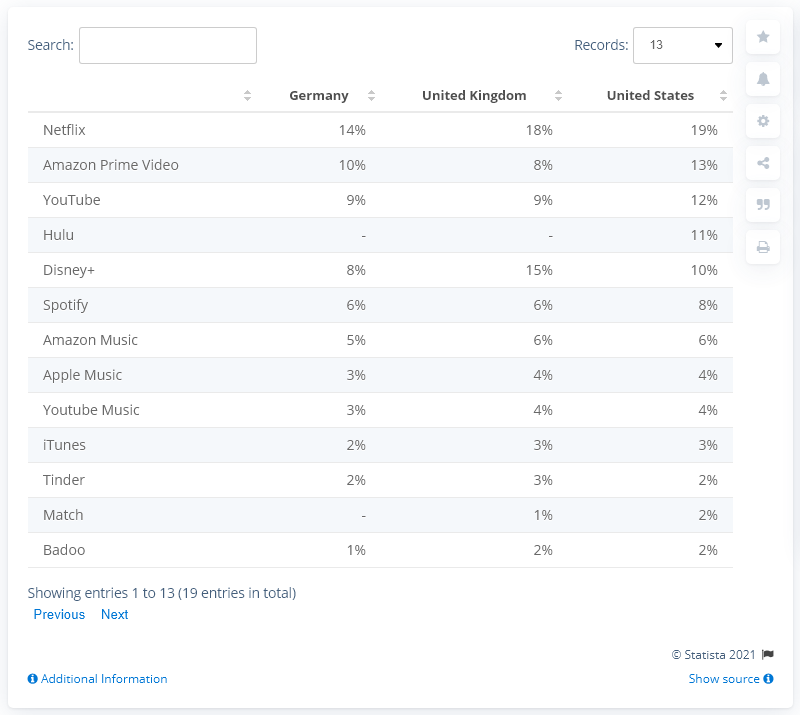 Search: Records: 13
Germany United Kingdom United States
Netflix 14% 18% 19%
Amazon Prime Video 10% 8% 13%
YouTube 9% 9% 12%
Hulu - - 11%
Disney+ 8% 15% 10%
Spotify 6% 6% 8%
Amazon Music 5% 6% 6%
Apple Music 3% 4% 4%
Youtube Music 3% 4% 4%
iTunes 2% 3% 3%
Tinder 2% 3% 2%
Match - 1% 2%
Badoo 1% 2% 2%
Showing entries 1 to 13 (19 entries in total)
Previous Next
© Statista 2021
Additional Information Show source